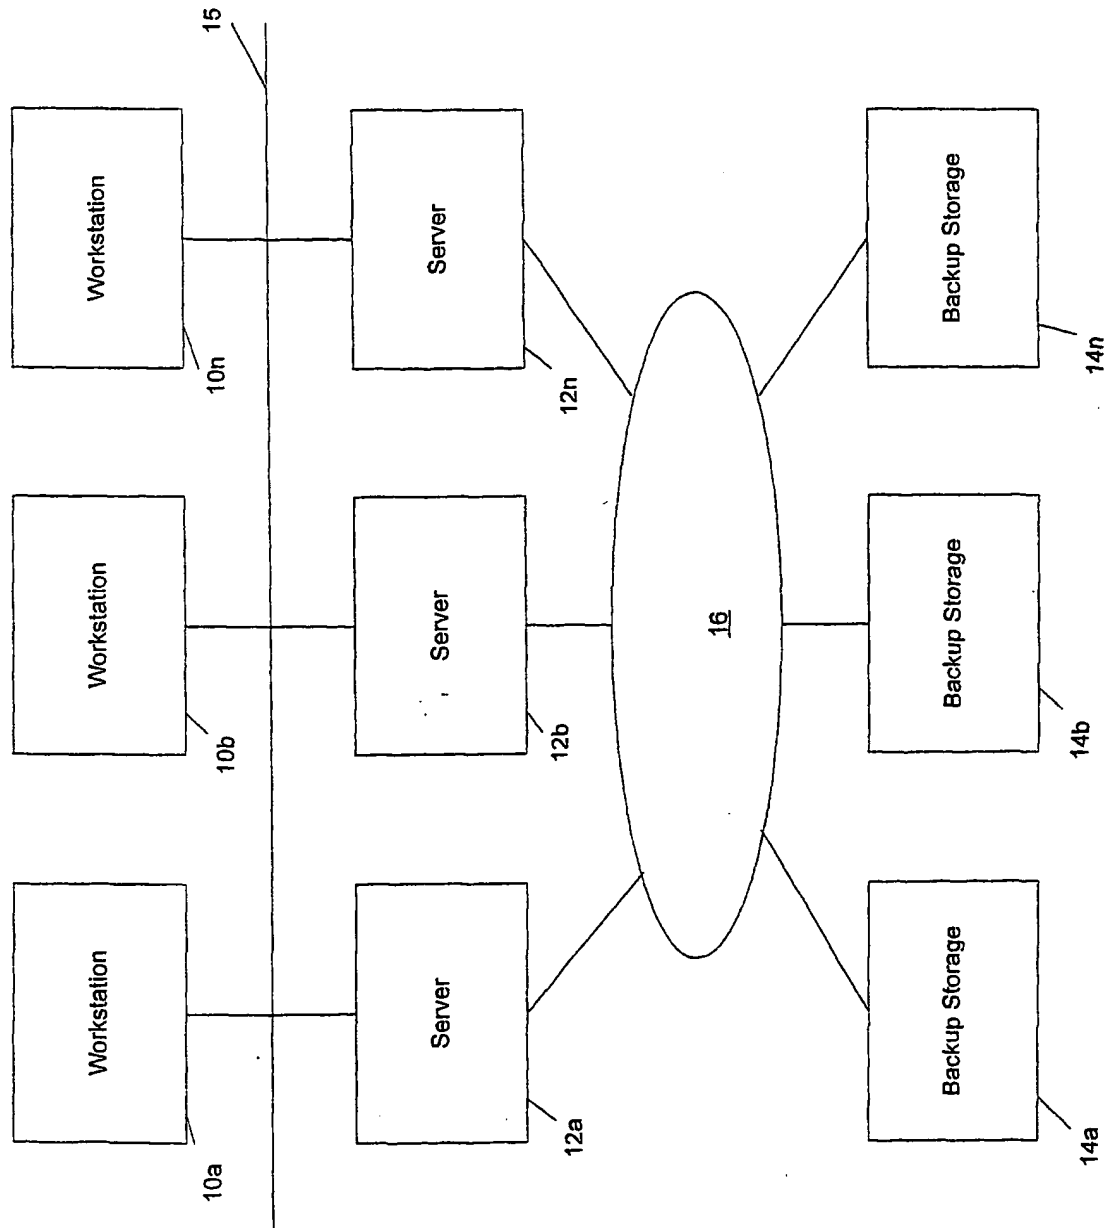 Workstation
10a
Workstation
10b
Workstation
10n
15
Server
12a
Server
12b
Server
12n
16
Backup Storage
14a
Backup Storage
14b
Backup Storage
14n